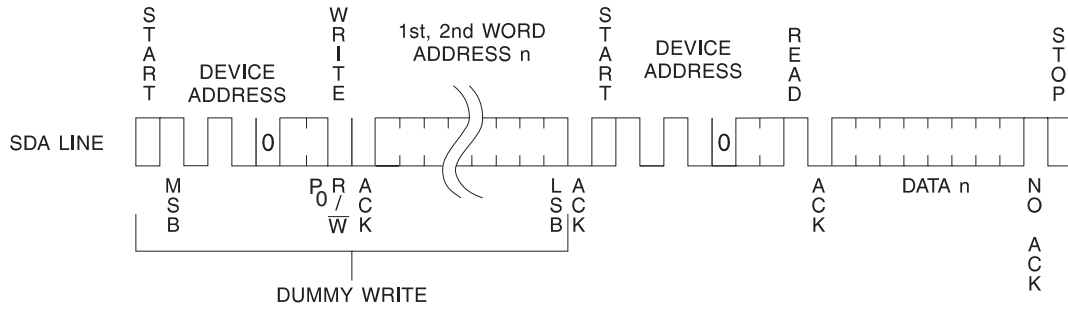 START
WRITE
1st, 2nd WORD
ADDRESS n
START
READ
STOP
DEVICE
ADDRESS
DEVICE
ADDRESS
SDA LINE
0
0
MSB
P0
R/W
ACK
LSB
ACK
ACK
DATA n
NO ACK
DUMMY WRITE